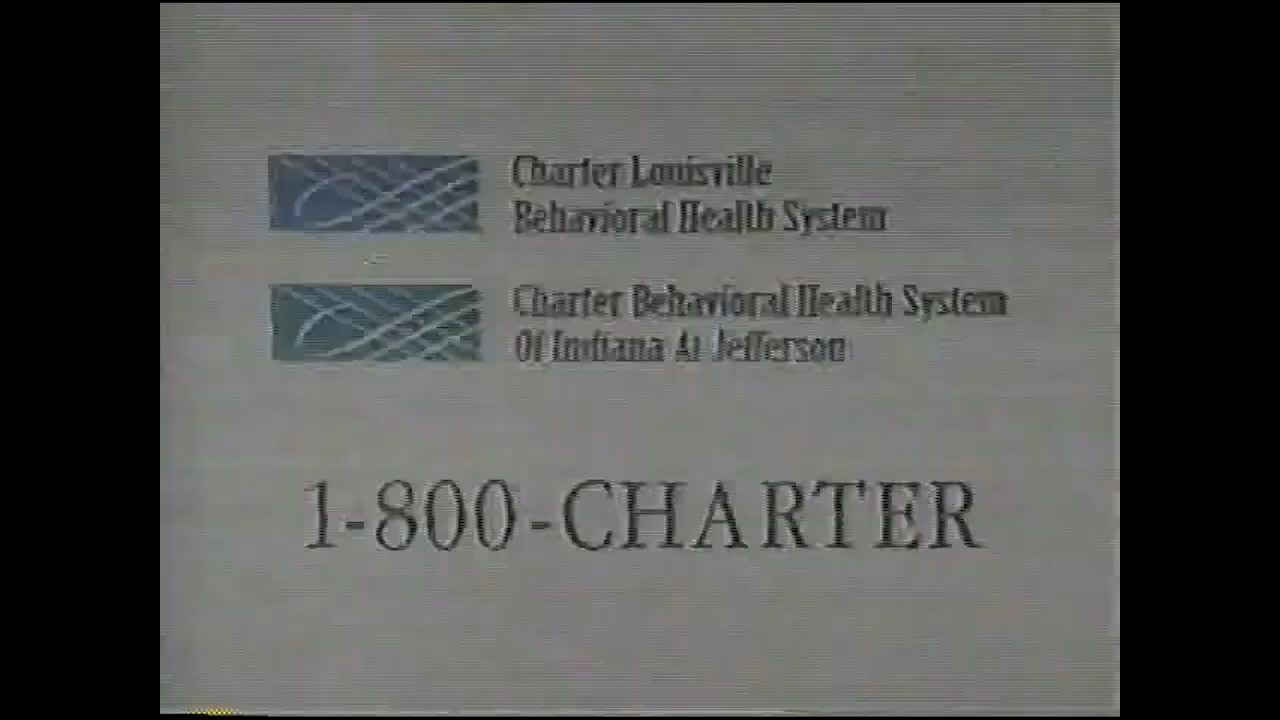 Charter Louisville
Behavioral Health System
Charter Behavioral Health System
Of Indiana At Jefferson
1-800-CHARTER